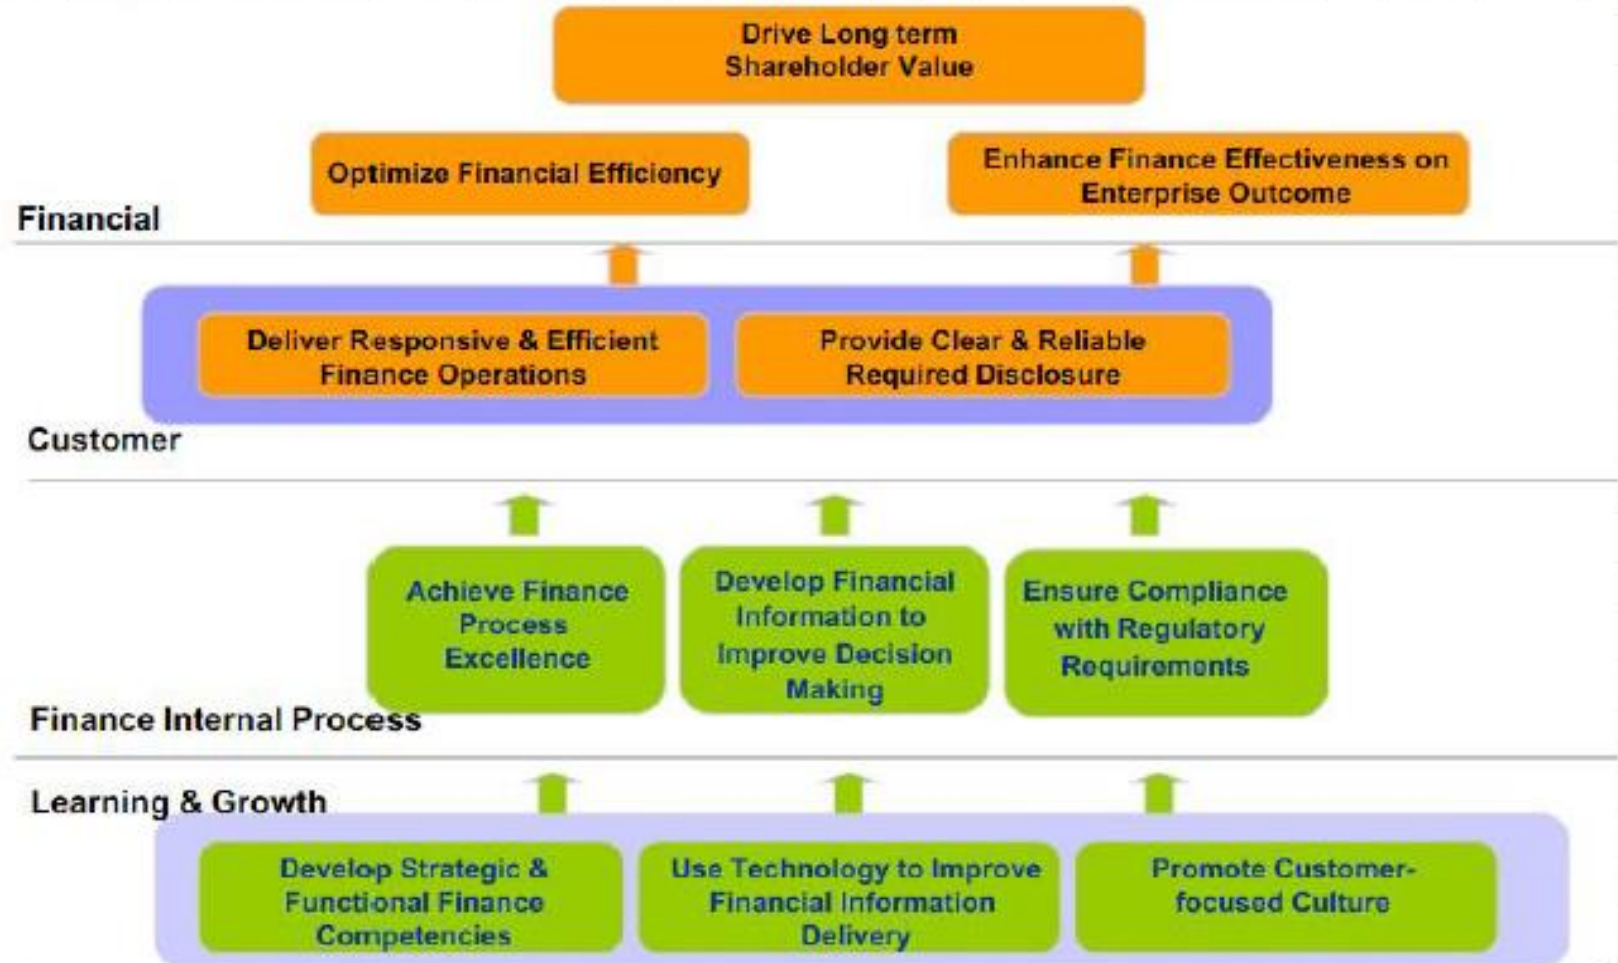 Drive Long term
Shareholder Value
Optimize Financial Efficiency
Enhance Finance Effectiveness on
Enterprise Outcome
Financial
Deliver Responsive & Efficient
Finance Operations
Provide Clear & Reliable
Required Disclosure
Customer
Achieve Finance
Process
Excellence
Develop Financial
Information to
Improve Decision
Making
Ensure Compliance
with Regulatory
Requirements
Finance Internal Process
Learning & Growth
Develop Strategic &
Functional Finance
Competencies
Use Technology to Improve
Financial Information
Delivery
Promote Customer-
focused Culture